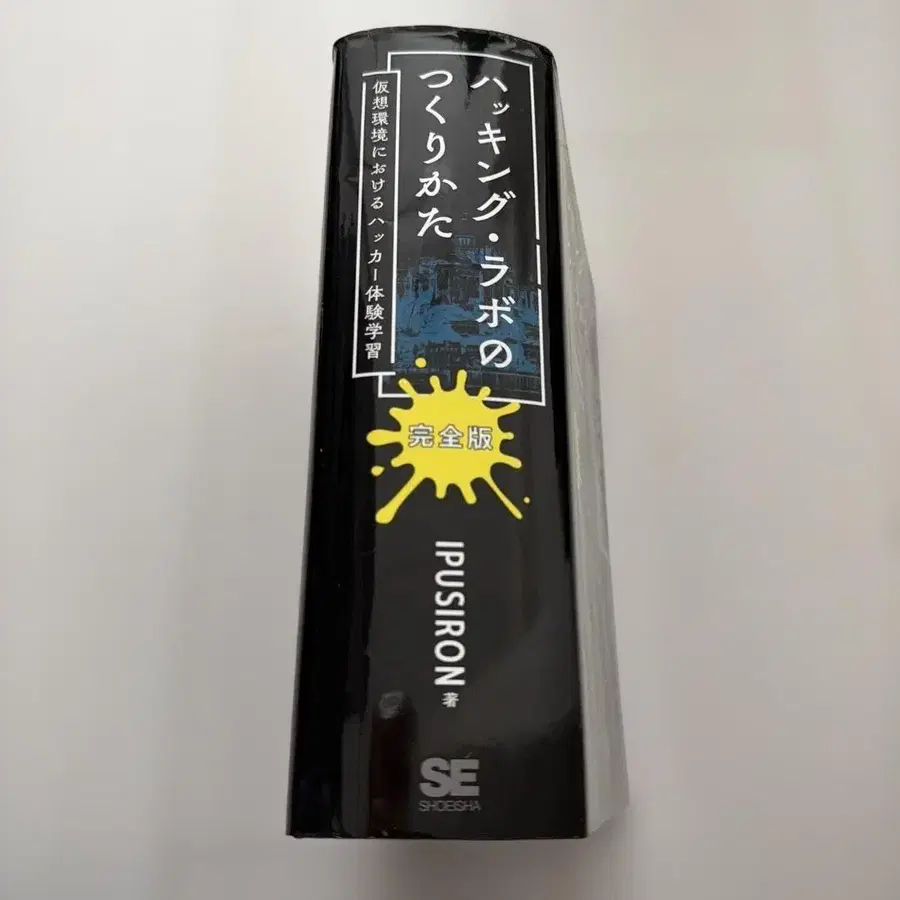 ハッキング・ラボの
つくりかた
仮想環境におけるハッカー体験学習
完全版
IPUSIRON 著
SE
SHOEISHA